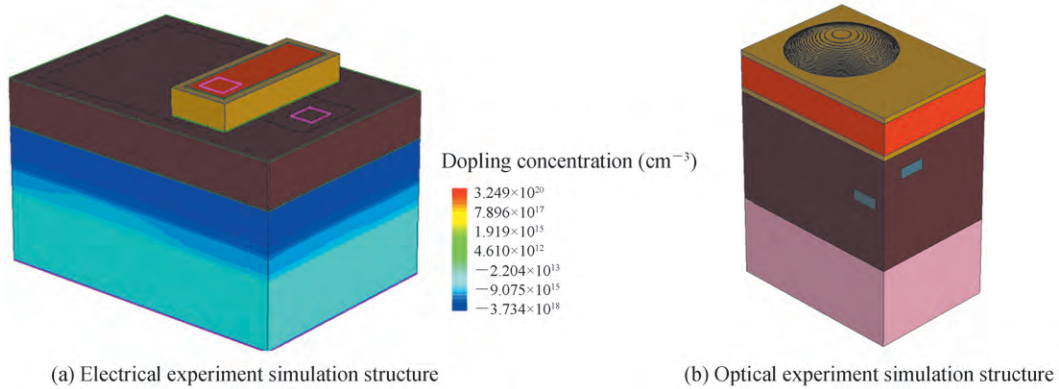 Dopling concentration (cm⁻³)
3.249×10²⁰
7.896×10¹⁷
1.919×10¹⁵
4.610×10¹²
−2.204×10¹³
−9.075×10¹⁵
−3.734×10¹⁸
(a) Electrical experiment simulation structure
(b) Optical experiment simulation structure